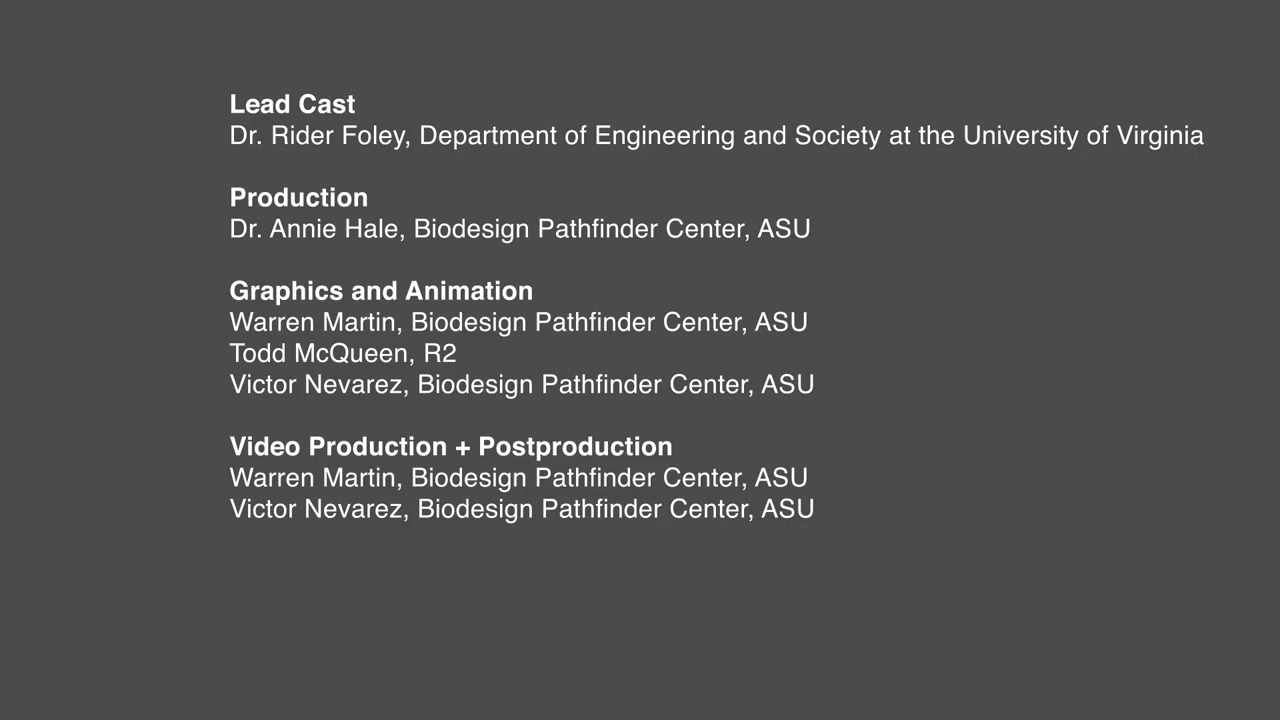 Lead Cast
Dr. Rider Foley, Department of Engineering and Society at the University of Virginia
Production
Dr. Annie Hale, Biodesign Pathfinder Center, ASU
Graphics and Animation
Warren Martin, Biodesign Pathfinder Center, ASU
Todd McQueen, R2
Victor Nevarez, Biodesign Pathfinder Center, ASU
Video Production + Postproduction
Warren Martin, Biodesign Pathfinder Center, ASU
Victor Nevarez, Biodesign Pathfinder Center, ASU